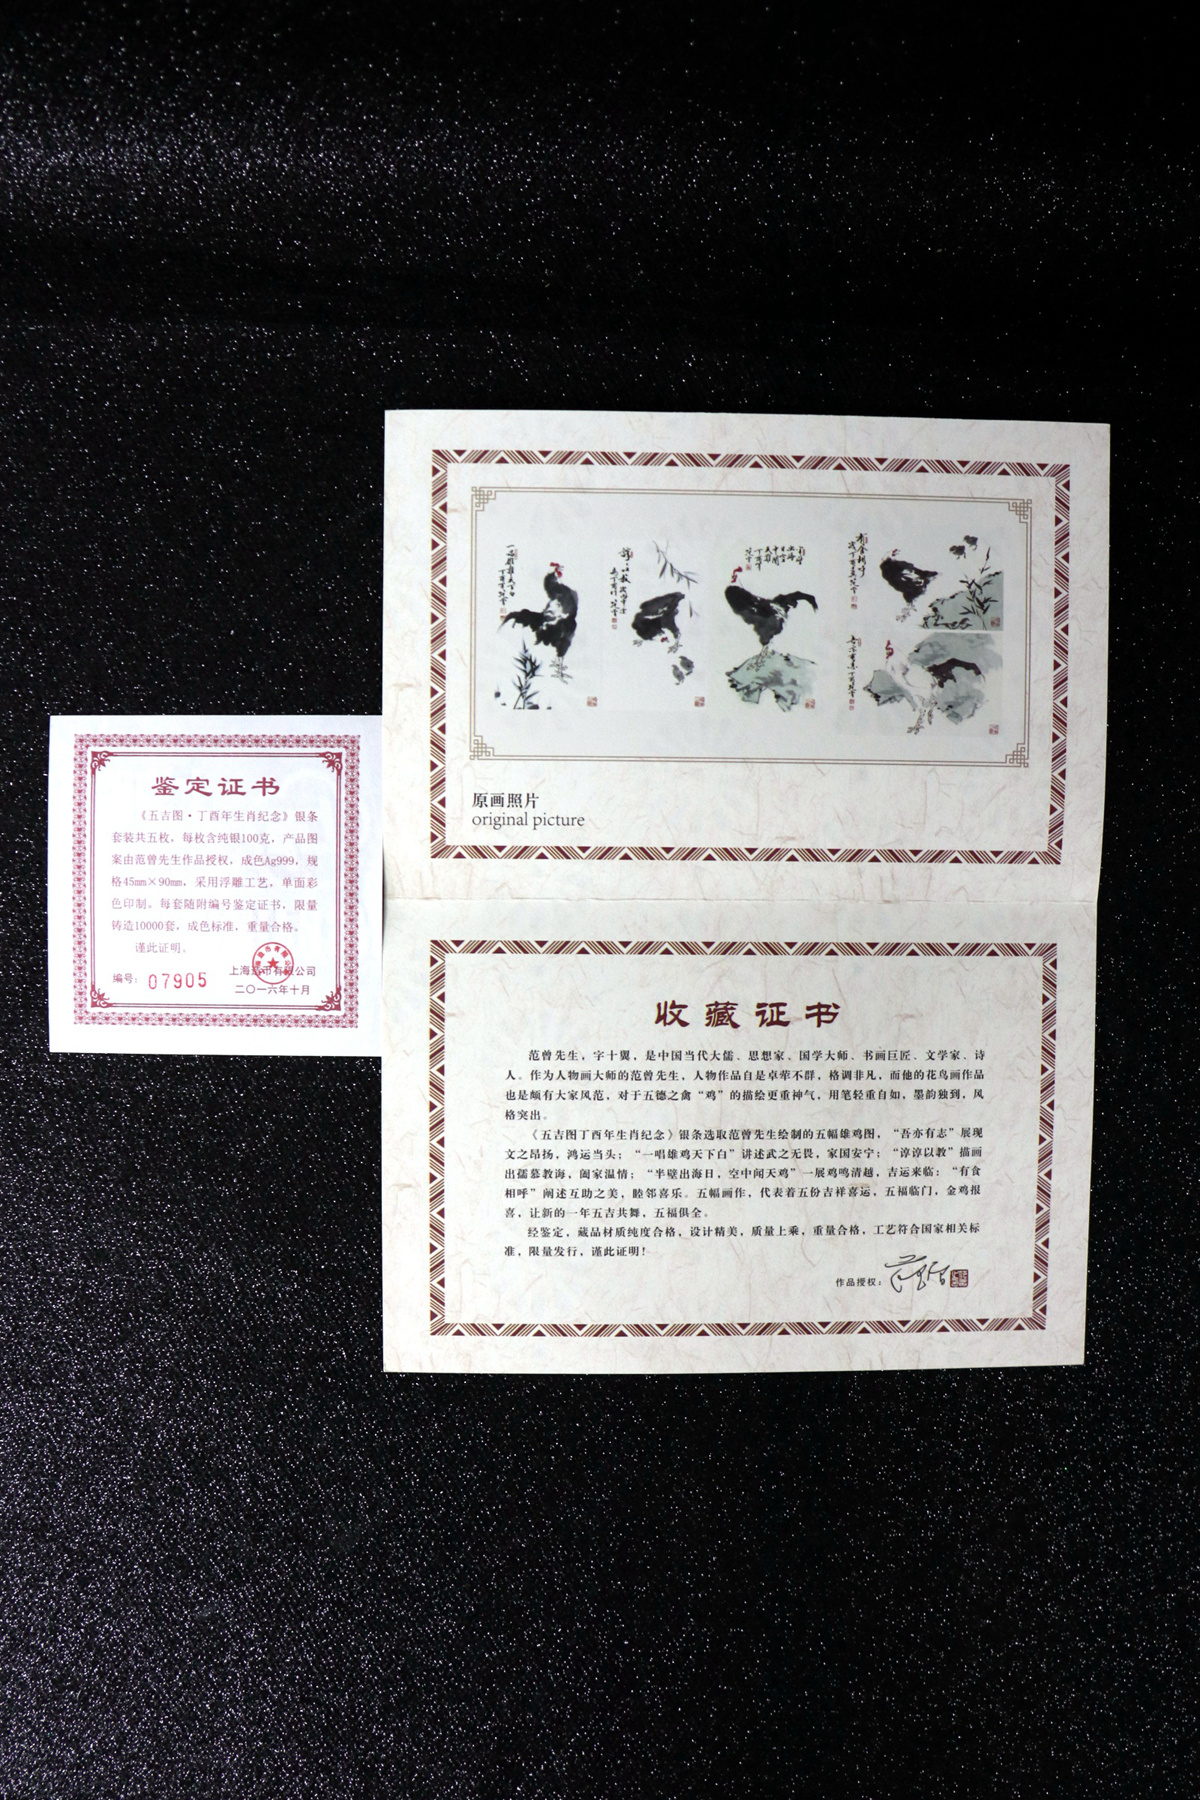 鉴定证书
《五吉图·丁酉年生肖纪念》银条
套装共五枚，每枚含纯银100克，产品图
案由范曾先生作品授权，成色Ag999，规
格45mm×90mm，采用浮雕工艺，单面彩
色印制。每套随附编号鉴定证书，限量
铸造10000套，成色标准，重量合格。
谨此证明。
编号：07905
上海 币有限公司
二〇一六年十月
原画照片
original picture
收藏证书
范曾先生，字十翼，是中国当代大儒、思想家、国学大师、书画巨匠、文学家、诗
人。作为人物画大师的范曾先生，人物作品自是卓荦不群，格调非凡，而他的花鸟画作品
也是颇有大家风范，对于五德之禽“鸡”的描绘更重神气，用笔轻重自如，墨韵独到，风
格突出。
《五吉图丁酉年生肖纪念》银条选取范曾先生绘制的五幅雄鸡图，“吾亦有志”展现
文之昂扬，鸿运当头；“一唱雄鸡天下白”讲述武之无畏，家国安宁；“谆谆以教”描画
出儒慕教诲，阖家温情；“半壁出海日，空中闻天鸡”一展鸡鸣清越，吉运来临；“有食
相呼”阐述互助之美，睦邻喜乐。五幅画作，代表着五份吉祥喜运，五福临门，金鸡报
喜，让新的一年五吉共舞，五福俱全。
经鉴定，藏品材质纯度合格，设计精美，质量上乘，重量合格，工艺符合国家相关标
准，限量发行，谨此证明！
作品授权：